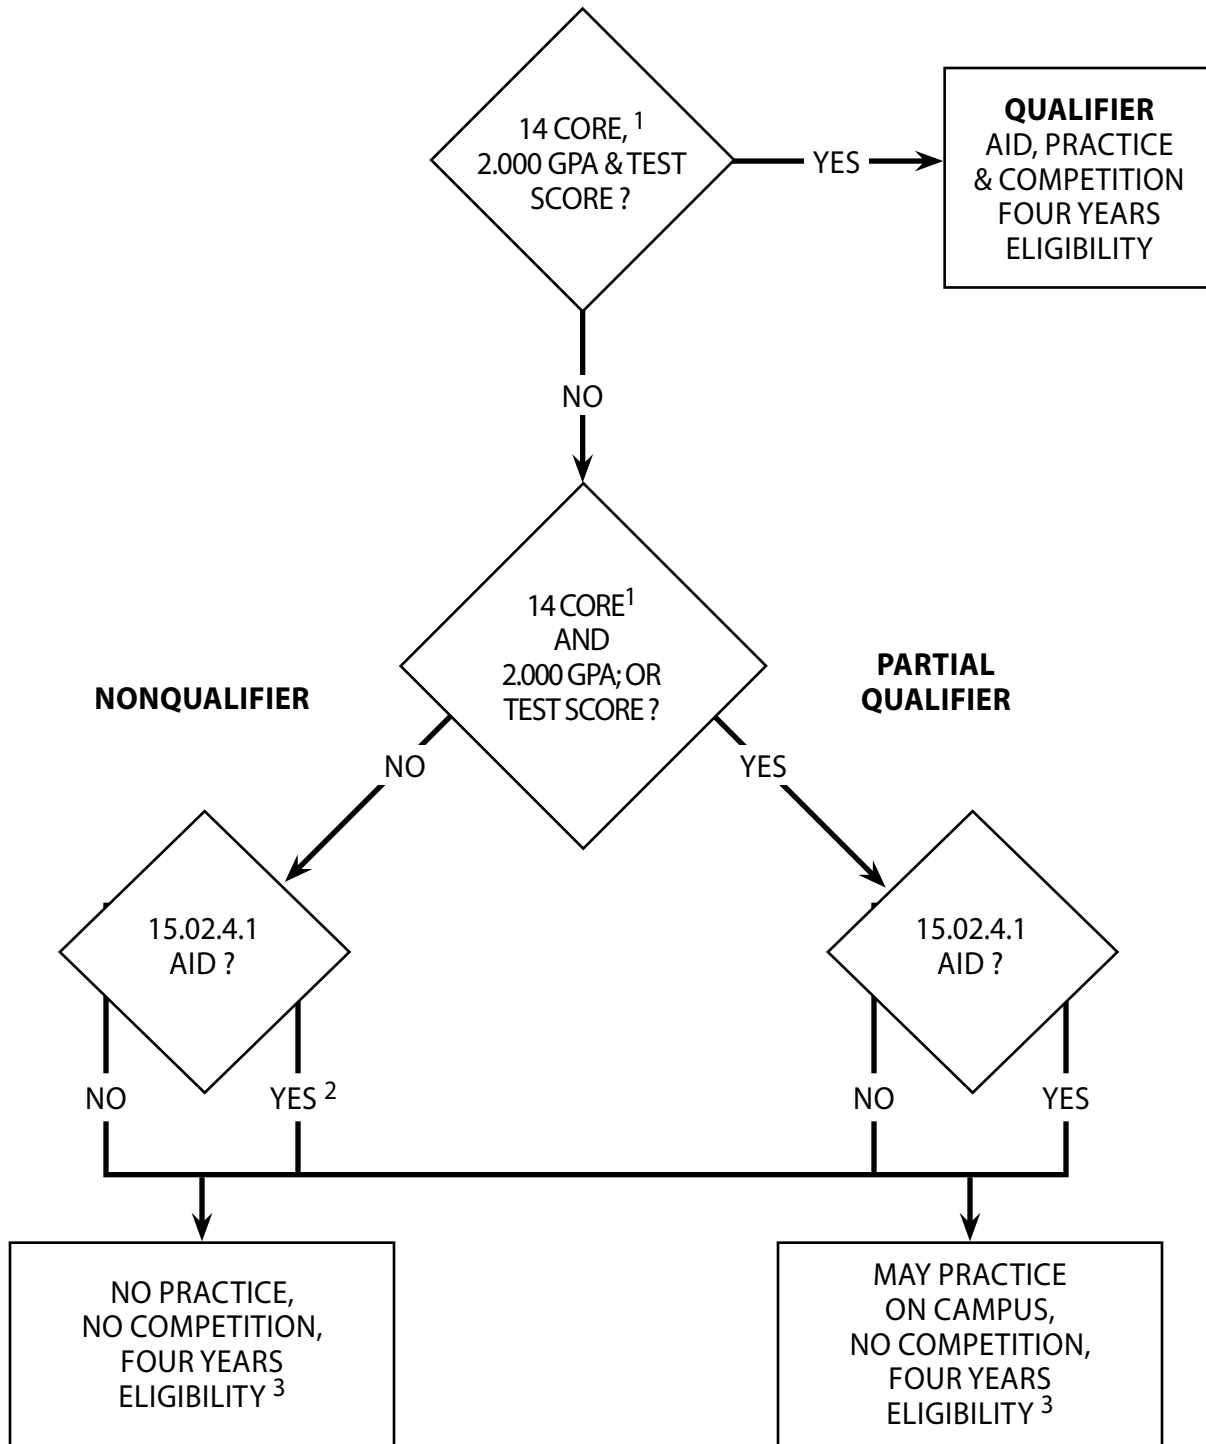 14 CORE, 1
2.000 GPA & TEST
SCORE ?
YES
QUALIFIER
AID, PRACTICE
& COMPETITION
FOUR YEARS
ELIGIBILITY
NO
14 CORE1
AND
2.000 GPA; OR
TEST SCORE ?
NONQUALIFIER
PARTIAL
QUALIFIER
NO
YES
15.02.4.1
AID ?
15.02.4.1
AID ?
NO
YES 2
NO
YES
NO PRACTICE,
NO COMPETITION,
FOUR YEARS
ELIGIBILITY 3
MAY PRACTICE
ON CAMPUS,
NO COMPETITION,
FOUR YEARS
ELIGIBILITY 3